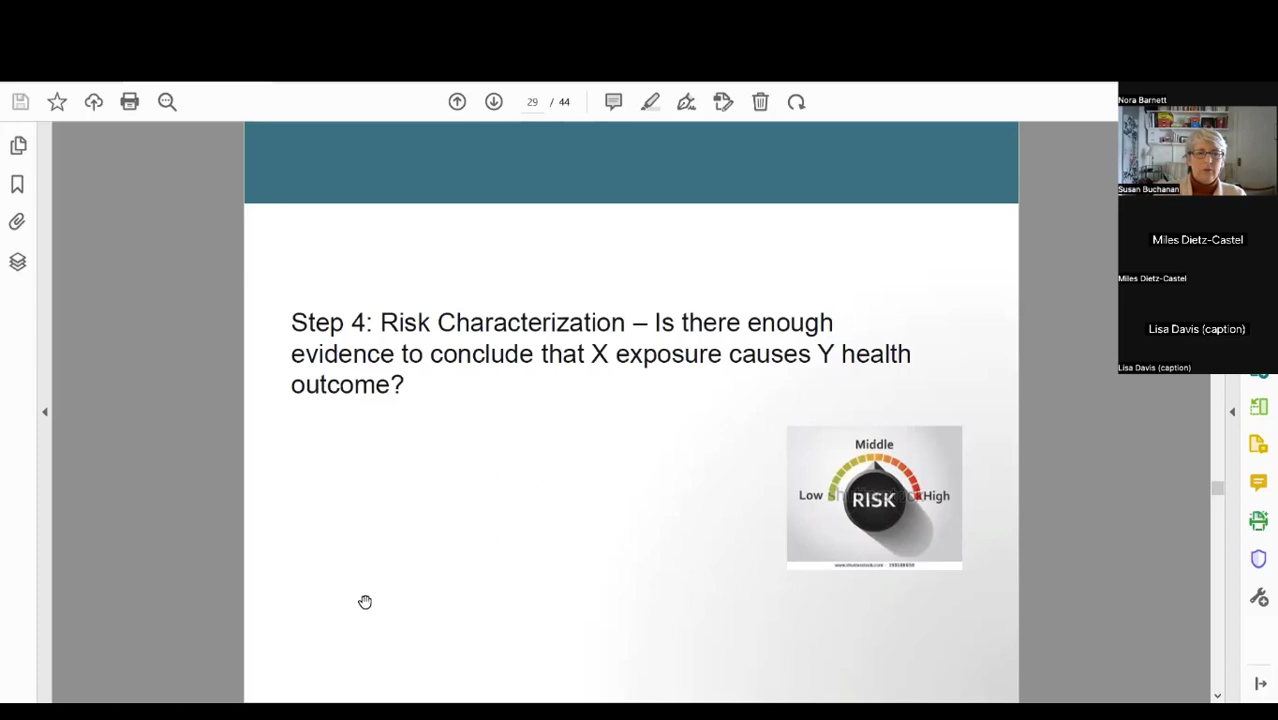 29 / 44
Nora Barnett
Susan Buchanan
Miles Dietz-Castel
Miles Dietz-Castel
Lisa Davis (caption)
Lisa Davis (caption)
Step 4: Risk Characterization – Is there enough
evidence to conclude that X exposure causes Y health
outcome?
Middle
Low
RISK
High